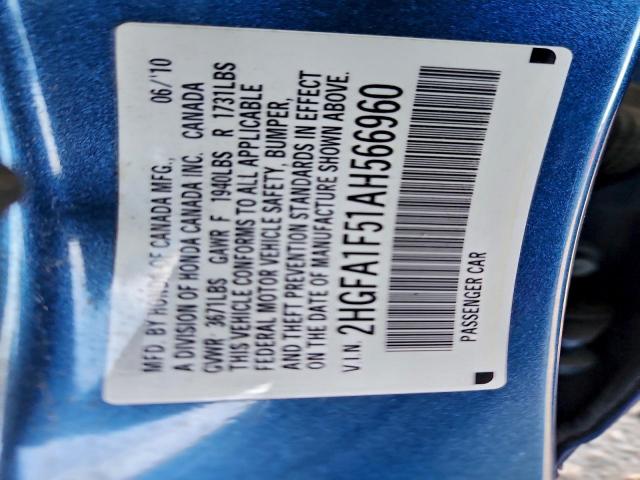 MFD. BY HONDA OF CANADA MFG., 06/'10
A DIVISION OF HONDA CANADA INC. CANADA
GVWR 3671LBS GAWR F 1940LBS R 1731LBS
THIS VEHICLE CONFORMS TO ALL APPLICABLE
FEDERAL MOTOR VEHICLE SAFETY, BUMPER,
AND THEFT PREVENTION STANDARDS IN EFFECT
ON THE DATE OF MANUFACTURE SHOWN ABOVE.
V.I.N. 2HGFA1F51AH566960
PASSENGER CAR